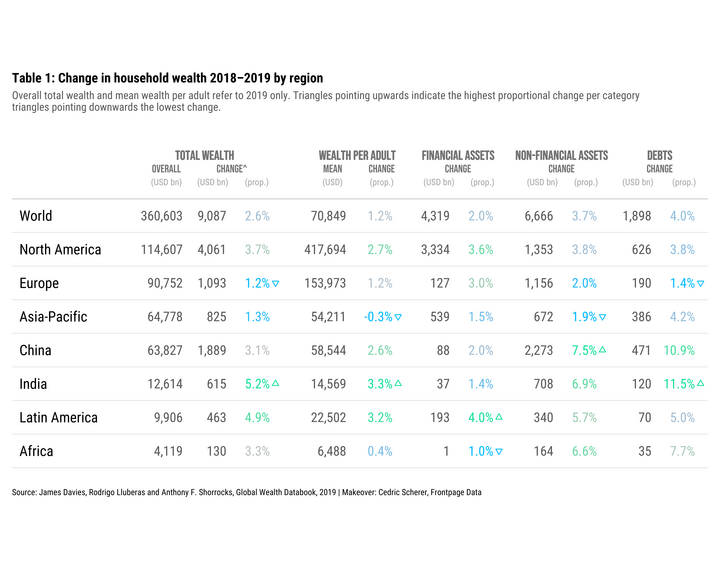 Table 1: Change in household wealth 2018–2019 by region
Overall total wealth and mean wealth per adult refer to 2019 only. Triangles pointing upwards indicate the highest proportional change per category
triangles pointing downwards the lowest change.
TOTAL WEALTH WEALTH PER ADULT FINANCIAL ASSETS NON-FINANCIAL ASSETS DEBTS
OVERALL CHANGE^ MEAN CHANGE CHANGE CHANGE CHANGE
(USD bn) (USD bn) (prop.) (USD) (prop.) (USD bn) (prop.) (USD bn) (prop.) (USD bn) (prop.)
World 360,603 9,087 2.6% 70,849 1.2% 4,319 2.0% 6,666 3.7% 1,898 4.0%
North America 114,607 4,061 3.7% 417,694 2.7% 3,334 3.6% 1,353 3.8% 626 3.8%
Europe 90,752 1,093 1.2%▽ 153,973 1.2% 127 3.0% 1,156 2.0% 190 1.4%▽
Asia-Pacific 64,778 825 1.3% 54,211 -0.3%▽ 539 1.5% 672 1.9%▽ 386 4.2%
China 63,827 1,889 3.1% 58,544 2.6% 88 2.0% 2,273 7.5%△ 471 10.9%
India 12,614 615 5.2%△ 14,569 3.3%△ 37 1.4% 708 6.9% 120 11.5%△
Latin America 9,906 463 4.9% 22,502 3.2% 193 4.0%△ 340 5.7% 70 5.0%
Africa 4,119 130 3.3% 6,488 0.4% 1 1.0%▽ 164 6.6% 35 7.7%
Source: James Davies, Rodrigo Lluberas and Anthony F. Shorrocks, Global Wealth Databook, 2019 | Makeover: Cedric Scherer, Frontpage Data